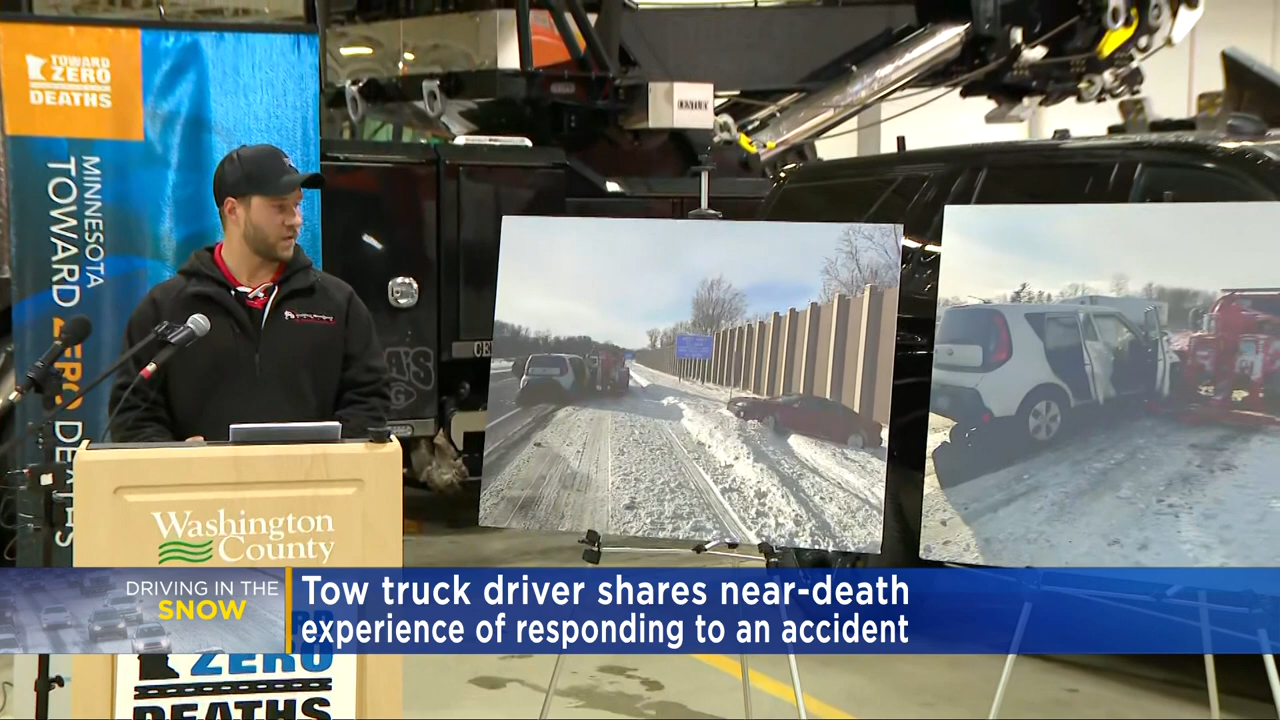 TOWARD
ZERO
DEATHS
MINNESOTA
TOWARD ZERO DEATHS
CENTURY
Washington
County
DRIVING IN THE
SNOW
Tow truck driver shares near-death
experience of responding to an accident
ZERO
DEATHS